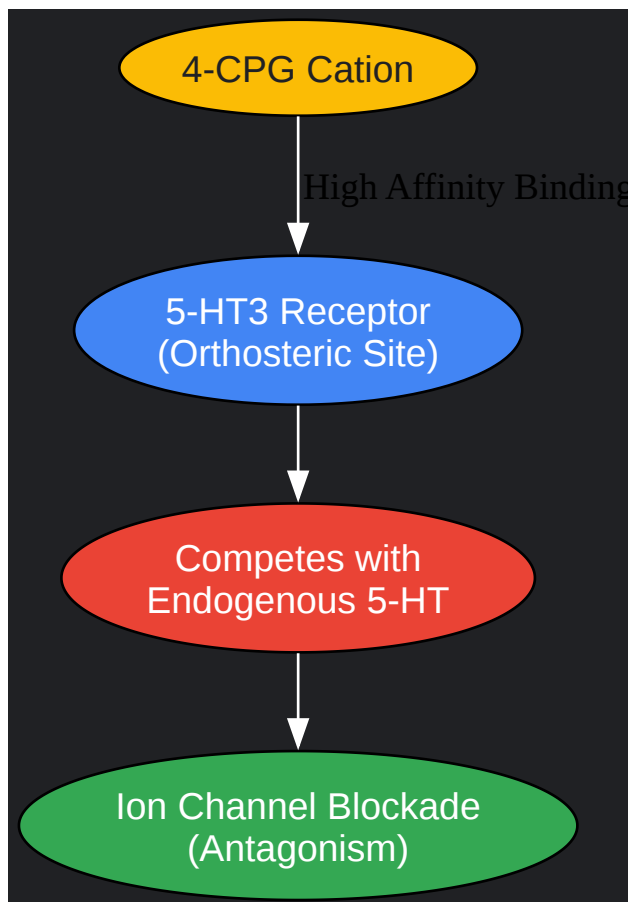 4-CPG Cation
High Affinity Binding
5-HT3 Receptor
(Orthosteric Site)
Competes with
Endogenous 5-HT
Ion Channel Blockade
(Antagonism)